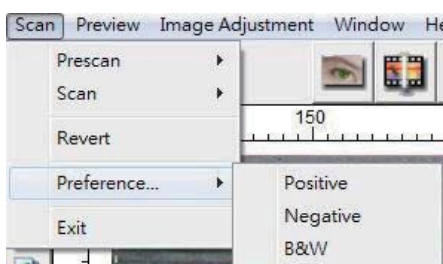 Scan Preview Image Adjustment Window
Prescan
Scan
150
Revert
Preference...
Positive
Negative
Exit
B&W